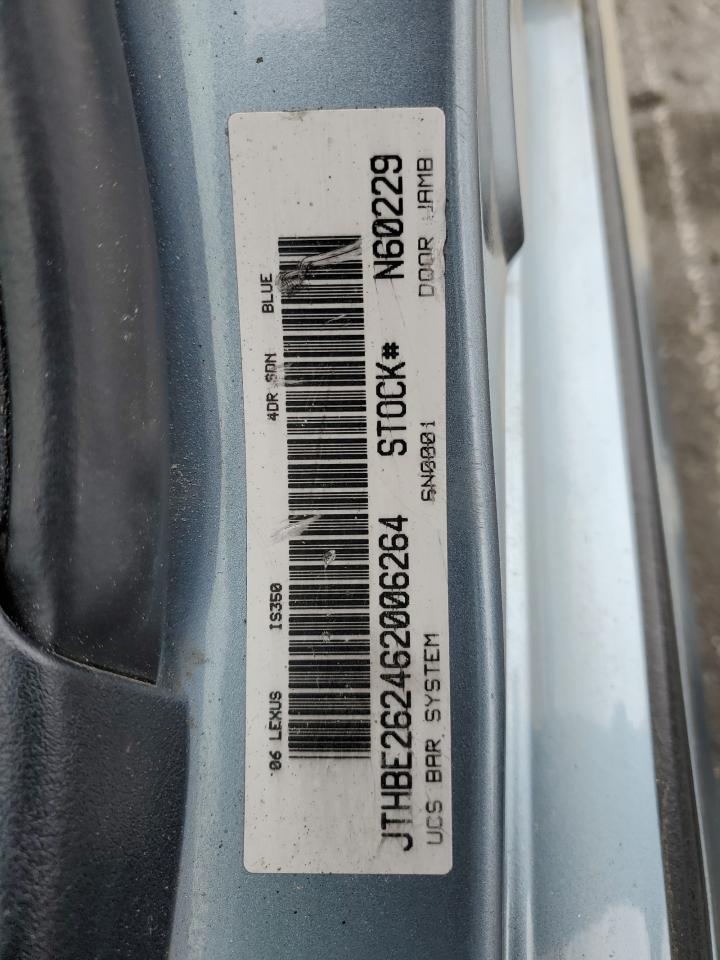 '06 LEXUS IS350 4DR SDN BLUE
JTHBE262462006264 STOCK# N60229
UCS BAR SYSTEM SN0001 DOOR JAMB